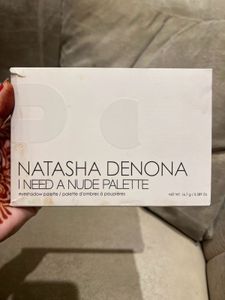 NATASHA DENONA
I NEED A NUDE PALETTE
eyeshadow palette / palette d'ombres à paupières